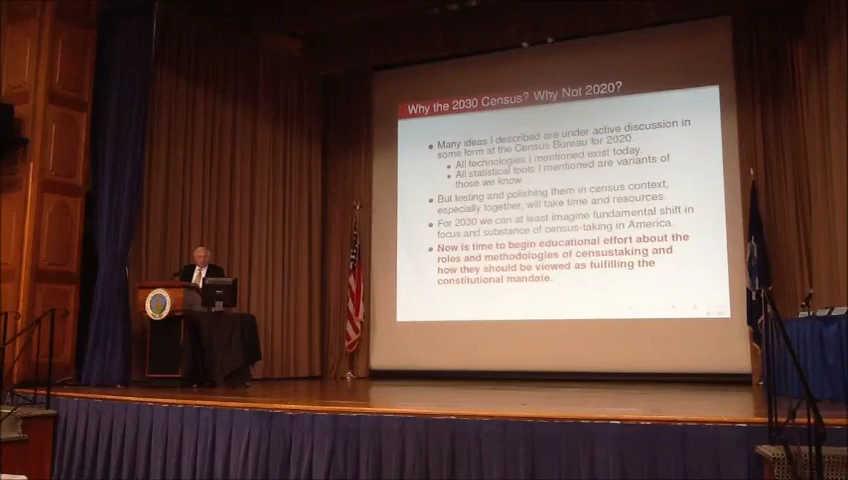 Why the 2030 Census? Why Not 2020?
Many ideas I described are under active discussion in
some form at the Census Bureau for 2020.
All technologies I mentioned exist today.
All statistical tools I mentioned are variants of
those we know.
But testing and polishing them in census context,
especially together, will take time and resources.
For 2030 we can at least imagine fundamental shift in
focus and substance of census-taking in America.
Now is time to begin educational effort about the
roles and methodologies of censustaking and
how they should be viewed as fulfilling the
constitutional mandate.